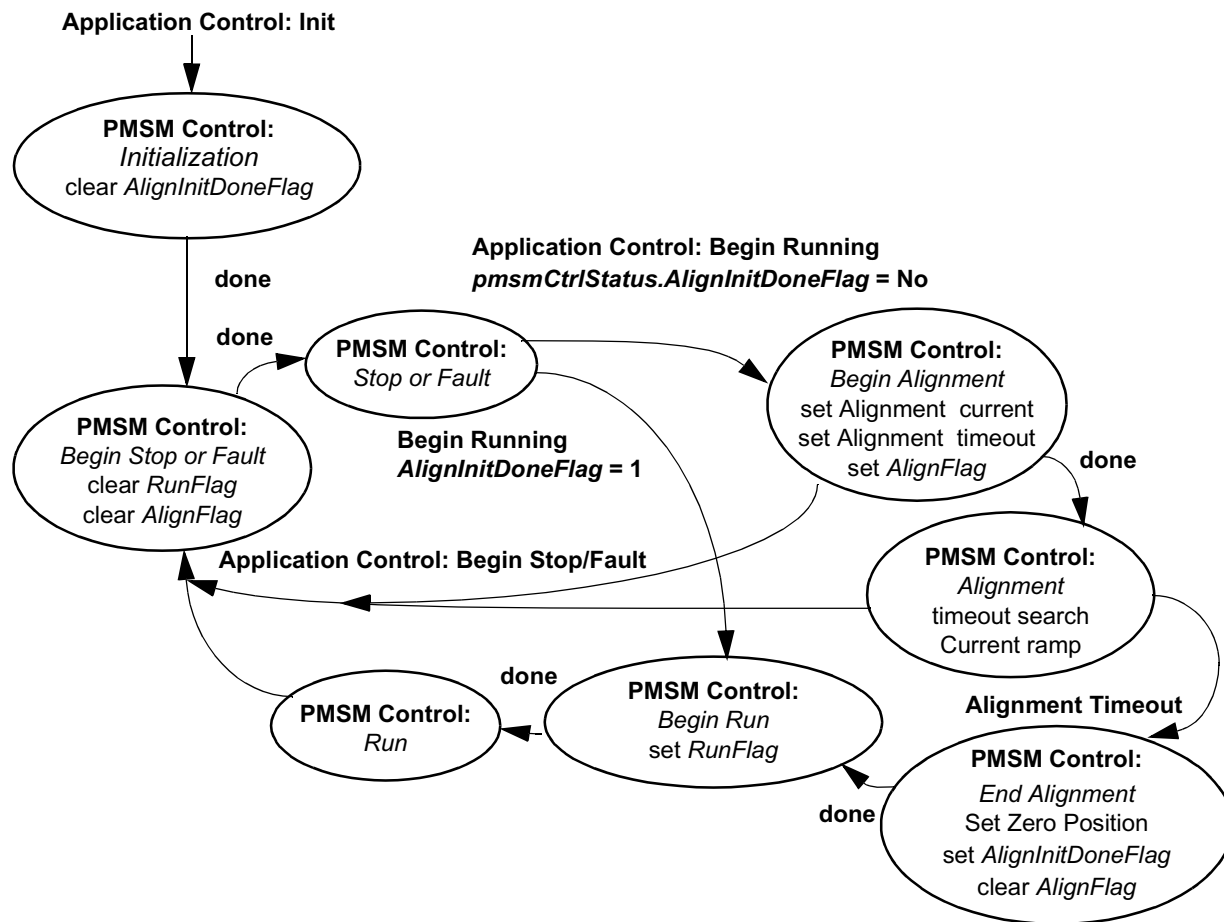 Application Control: Init
PMSM Control:
Initialization
clear AlignInitDoneFlag
done
Application Control: Begin Running
pmsmCtrlStatus.AlignInitDoneFlag = No
done
PMSM Control:
Stop or Fault
PMSM Control:
Begin Alignment
set Alignment current
set Alignment timeout
set AlignFlag
PMSM Control:
Begin Stop or Fault
clear RunFlag
clear AlignFlag
Begin Running
AlignInitDoneFlag = 1
done
Application Control: Begin Stop/Fault
PMSM Control:
Alignment
timeout search
Current ramp
done
PMSM Control:
Run
PMSM Control:
Begin Run
set RunFlag
Alignment Timeout
done
PMSM Control:
End Alignment
Set Zero Position
set AlignInitDoneFlag
clear AlignFlag